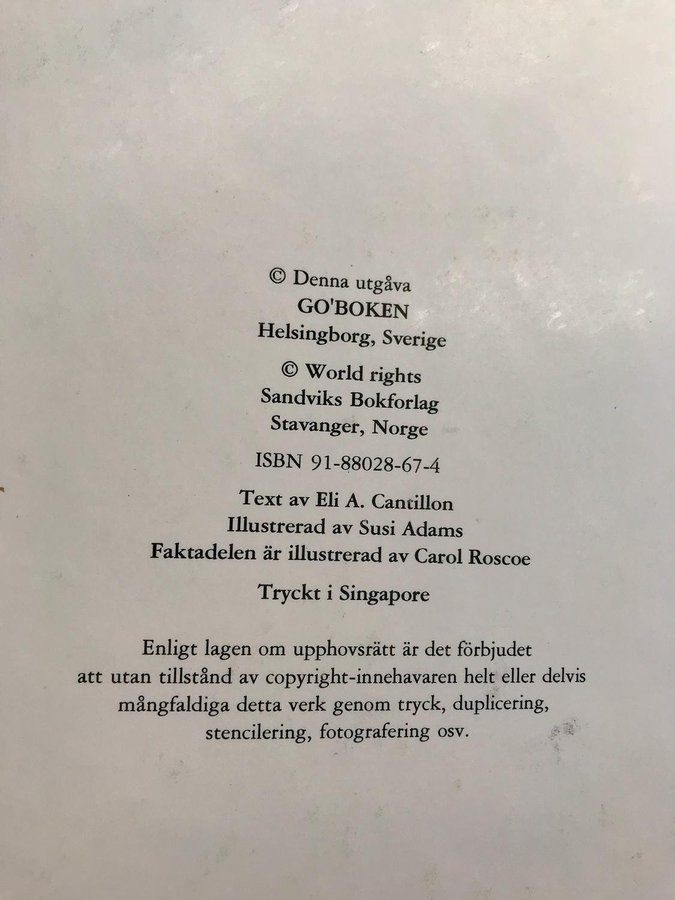 © Denna utgåva
GO'BOKEN
Helsingborg, Sverige
© World rights
Sandviks Bokforlag
Stavanger, Norge
ISBN 91-88028-67-4
Text av Eli A. Cantillon
Illustrerad av Susi Adams
Faktadelen är illustrerad av Carol Roscoe
Tryckt i Singapore
Enligt lagen om upphovsrätt är det förbjudet
att utan tillstånd av copyright-innehavaren helt eller delvis
mångfaldiga detta verk genom tryck, duplicering,
stencilering, fotografering osv.